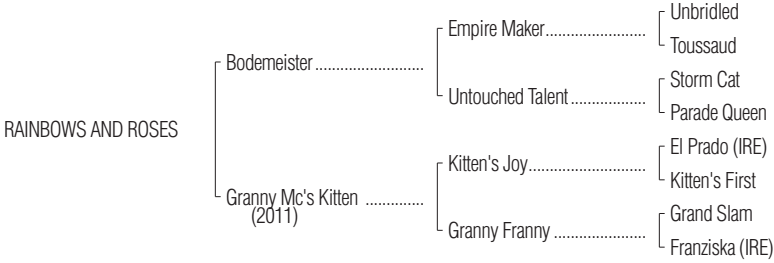 Unbridled
Empire Maker..........................
Toussaud
Bodemeister ..........................
Storm Cat
Untouched Talent....................
Parade Queen
RAINBOWS AND ROSES
El Prado (IRE)
Kitten's Joy..............................
Kitten's First
Granny Mc's Kitten ................
(2011)
Grand Slam
Granny Franny ........................
Franziska (IRE)